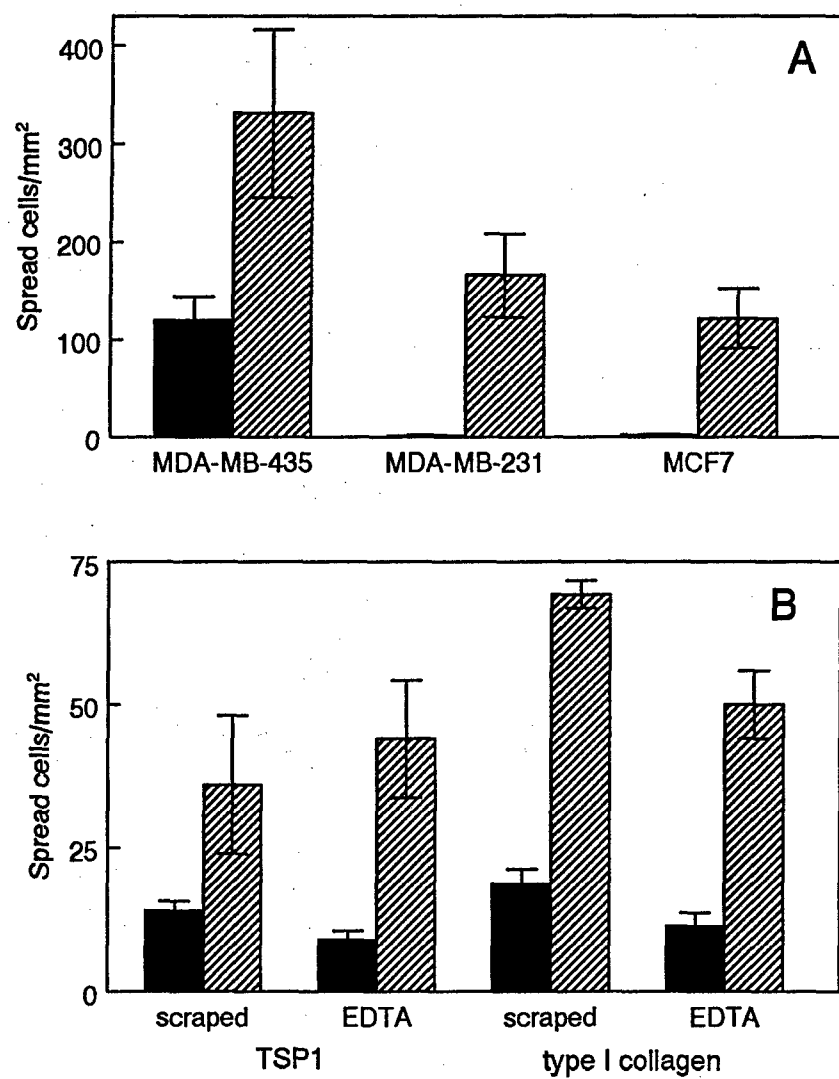 A
Spread cells/mm²
400
300
200
100
0
MDA-MB-435 MDA-MB-231 MCF7
B
Spread cells/mm²
75
50
25
0
scraped EDTA scraped EDTA
TSP1 type I collagen